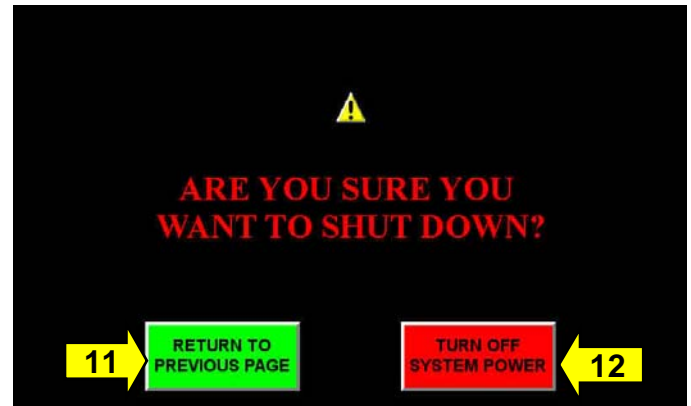 ARE YOU SURE YOU
WANT TO SHUT DOWN?
11
RETURN TO
PREVIOUS PAGE
TURN OFF
SYSTEM POWER
12